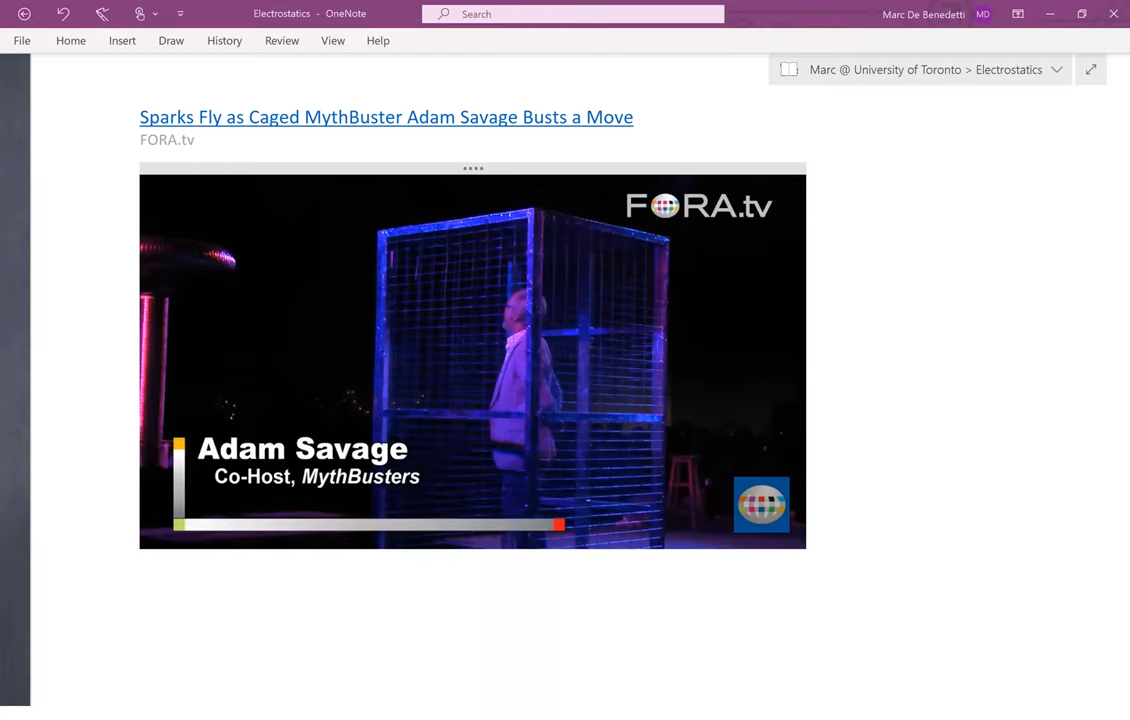 Electrostatics - OneNote
Search
Marc De Benedetti
MD
File Home Insert Draw History Review View Help
Marc @ University of Toronto > Electrostatics
Sparks Fly as Caged MythBuster Adam Savage Busts a Move
FORA.tv
FORA.tv
Adam Savage
Co-Host, MythBusters